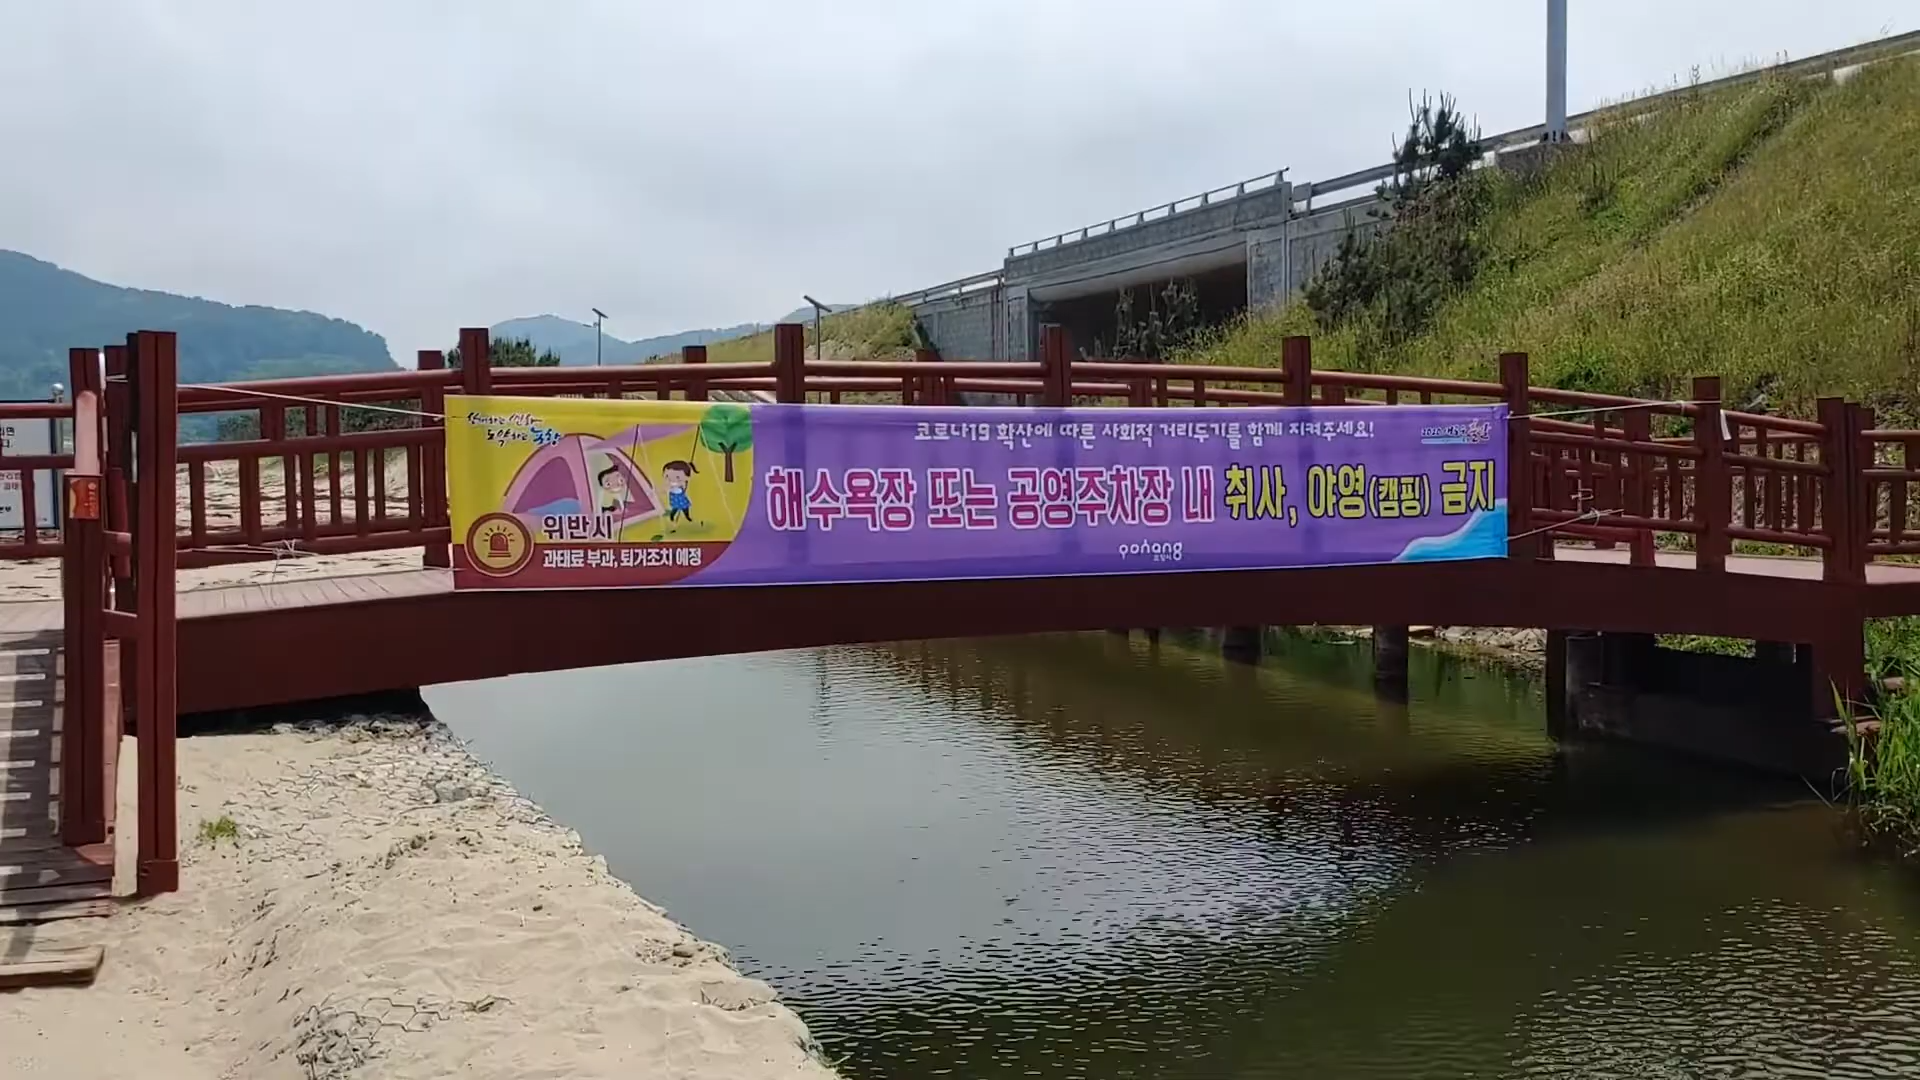 코로나19 확산에 따른 사회적 거리두기를 함께 지켜주세요!
해수욕장 또는 공영주차장 내 취사, 야영(캠핑) 금지
위반시
과태료 부과, 퇴거조치 예정
pohang
포항시